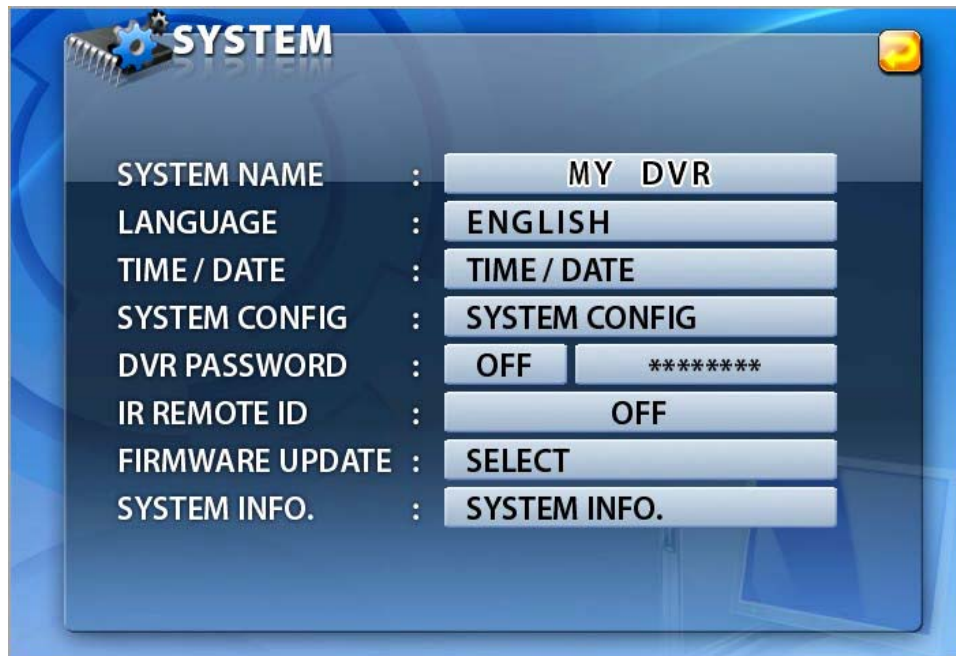 SYSTEM
SYSTEM NAME : MY DVR
LANGUAGE : ENGLISH
TIME / DATE : TIME / DATE
SYSTEM CONFIG : SYSTEM CONFIG
DVR PASSWORD : OFF ********
IR REMOTE ID : OFF
FIRMWARE UPDATE : SELECT
SYSTEM INFO. : SYSTEM INFO.